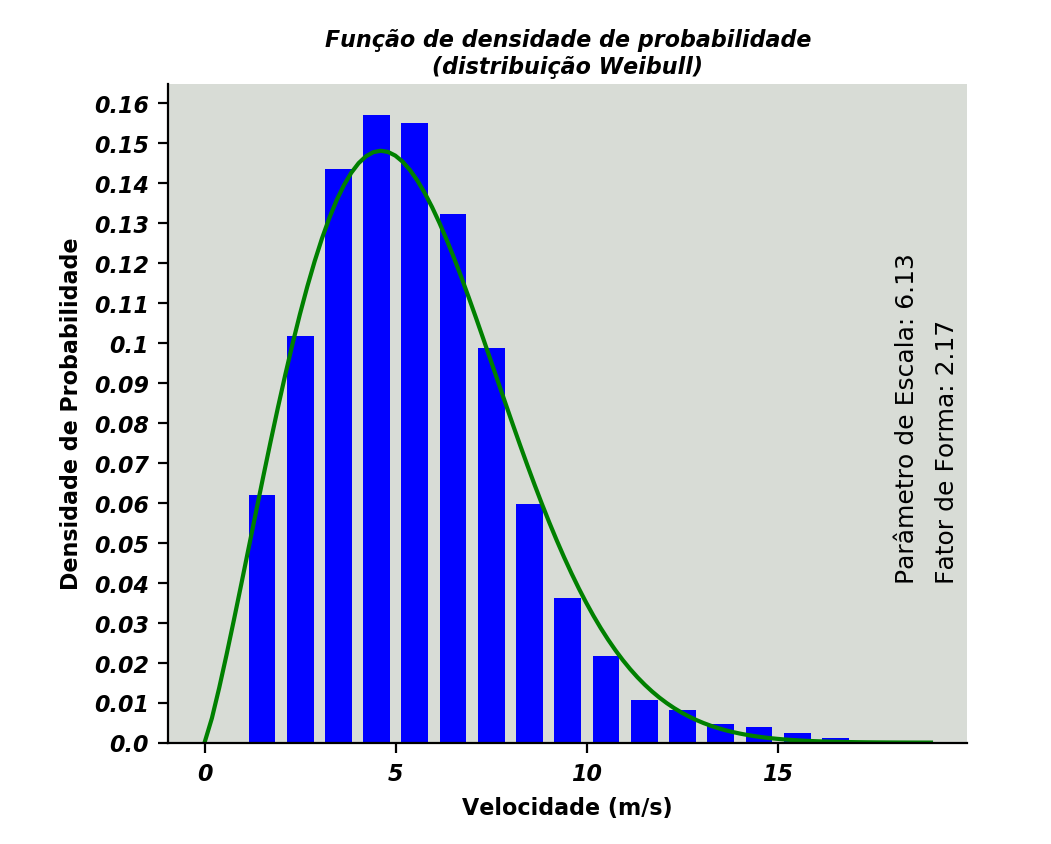 Função de densidade de probabilidade
(distribuição Weibull)
Densidade de Probabilidade
0.16
0.15
0.14
0.13
0.12
0.11
0.1
0.09
0.08
0.07
0.06
0.05
0.04
0.03
0.02
0.01
0.0
Parâmetro de Escala: 6.13
Fator de Forma: 2.17
0 5 10 15
Velocidade (m/s)